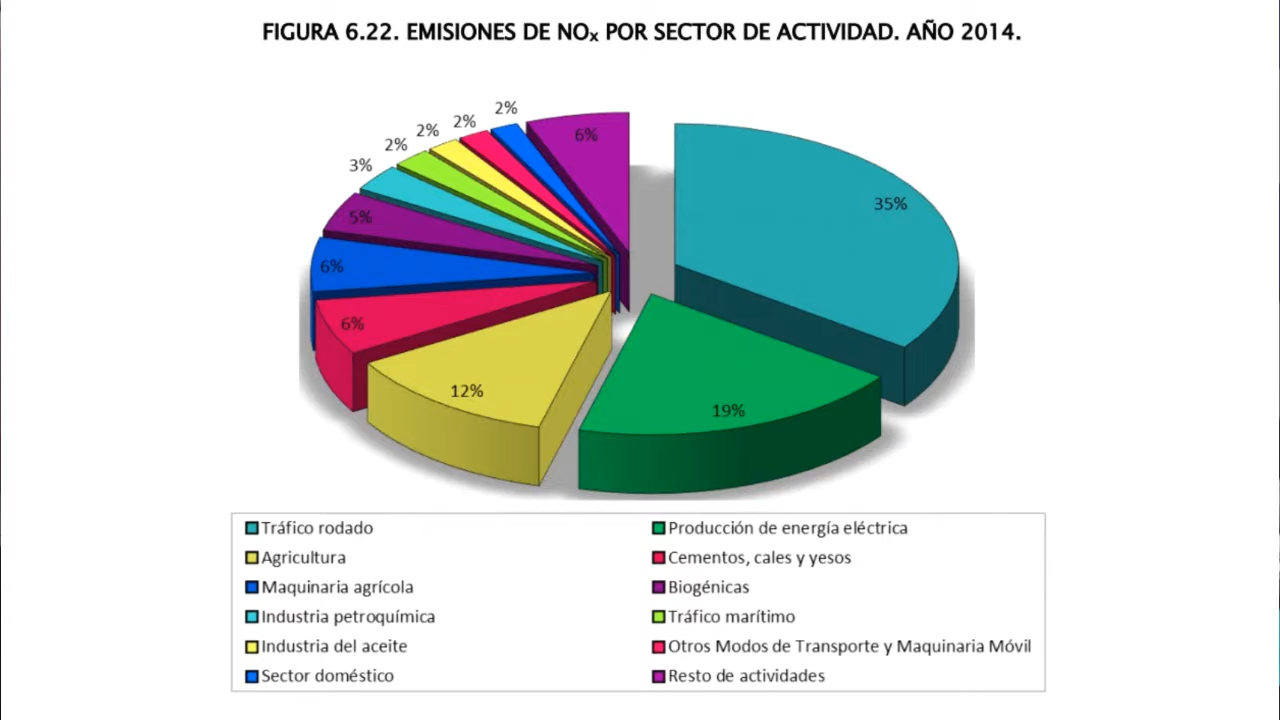 FIGURA 6.22. EMISIONES DE NOₓ POR SECTOR DE ACTIVIDAD. AÑO 2014.
2%
2%
2%
2%
3%
6%
35%
5%
6%
6%
12%
19%
Tráfico rodado
Producción de energía eléctrica
Agricultura
Cementos, cales y yesos
Maquinaria agrícola
Biogénicas
Industria petroquímica
Tráfico marítimo
Industria del aceite
Otros Modos de Transporte y Maquinaria Móvil
Sector doméstico
Resto de actividades